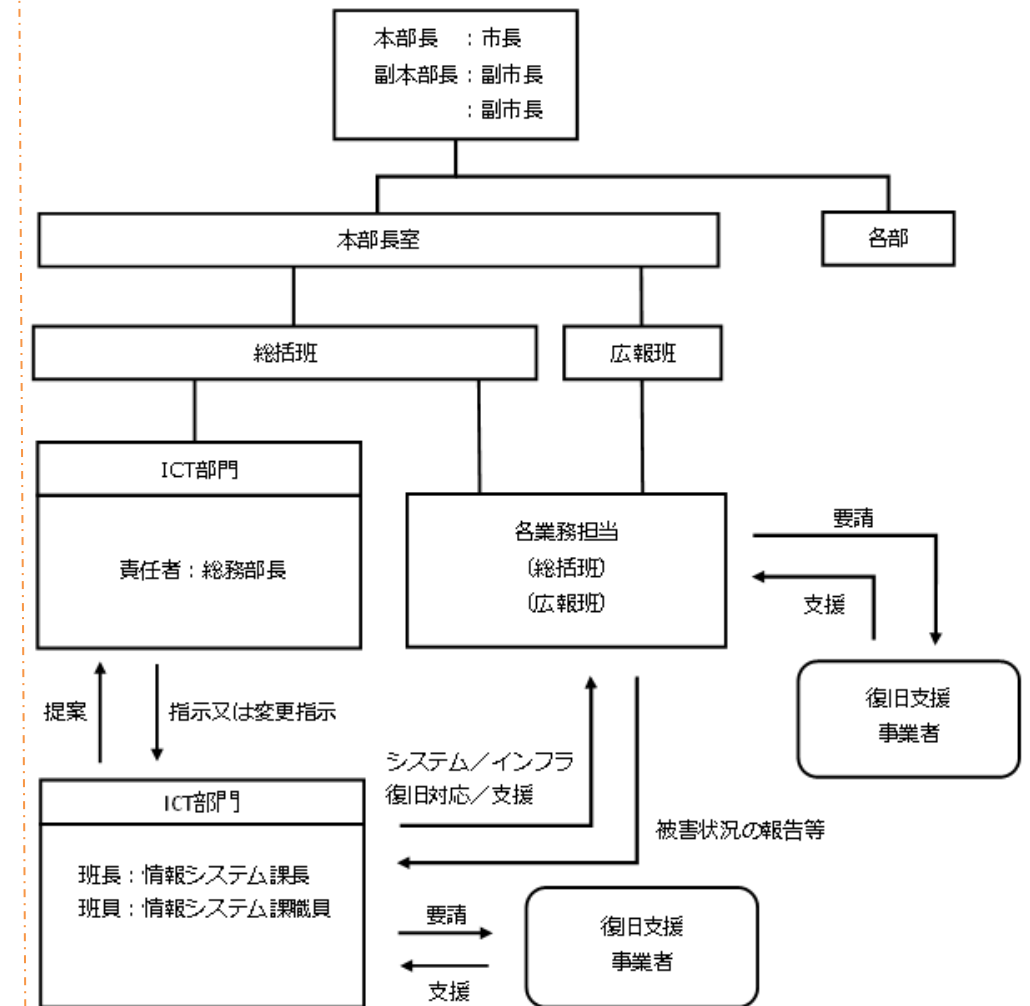 本部長　：市長
副本部長：副市長
：副市長
本部長室
各部
総括班
広報班
ICT部門
責任者：総務部長
各業務担当
（総括班）
（広報班）
要請
支援
復旧支援
事業者
提案
指示又は変更指示
システム／インフラ
復旧対応／支援
被害状況の報告等
ICT部門
班長：情報システム課長
班員：情報システム課職員
要請
支援
復旧支援
事業者